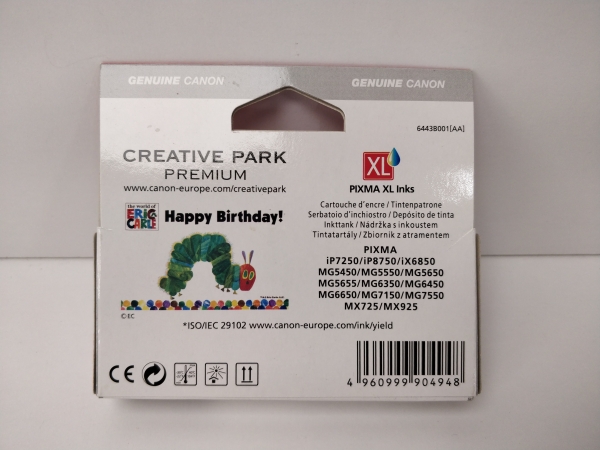 GENUINE CANON
GENUINE CANON
6443B001[AA]
CREATIVE PARK
PREMIUM
www.canon-europe.com/creativepark
the world of
ERIC CARLE
Happy Birthday!
© EC
XL
PIXMA XL Inks
Cartouche d'encre / Tintenpatrone
Serbatoio d'inchiostro / Depósito de tinta
Inkttank / Nádržka s inkoustem
Tintatartály / Zbiornik z atramentem
PIXMA
iP7250/iP8750/iX6850
MG5450/MG5550/MG5650
MG5655/MG6350/MG6450
MG6650/MG7150/MG7550
MX725/MX925
*ISO/IEC 29102 www.canon-europe.com/ink/yield
CE
4 960999 904948